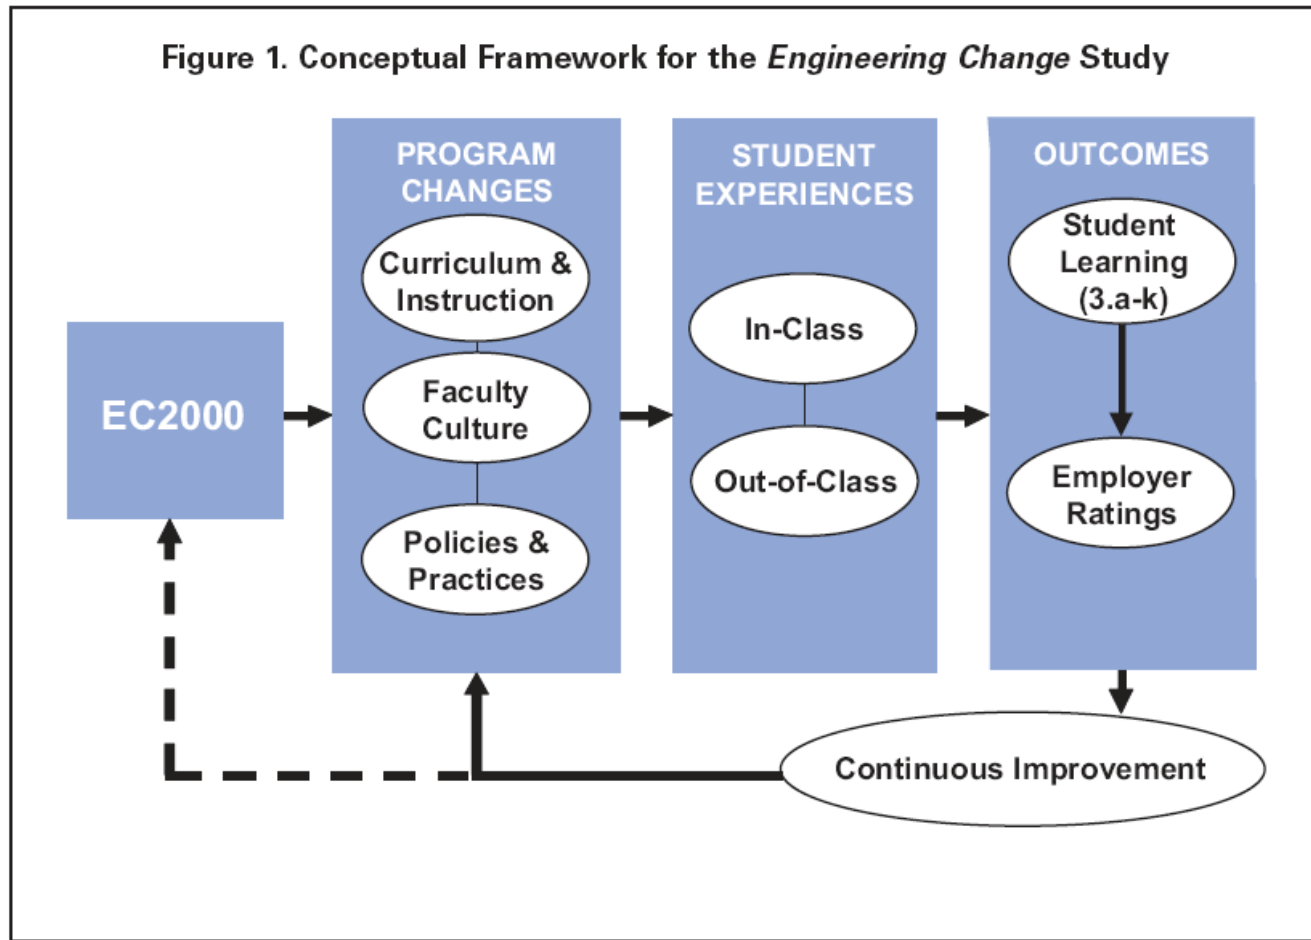 Figure 1. Conceptual Framework for the Engineering Change Study
EC2000
PROGRAM
CHANGES
Curriculum &
Instruction
Faculty
Culture
Policies &
Practices
STUDENT
EXPERIENCES
In-Class
Out-of-Class
OUTCOMES
Student
Learning
(3.a-k)
Employer
Ratings
Continuous Improvement